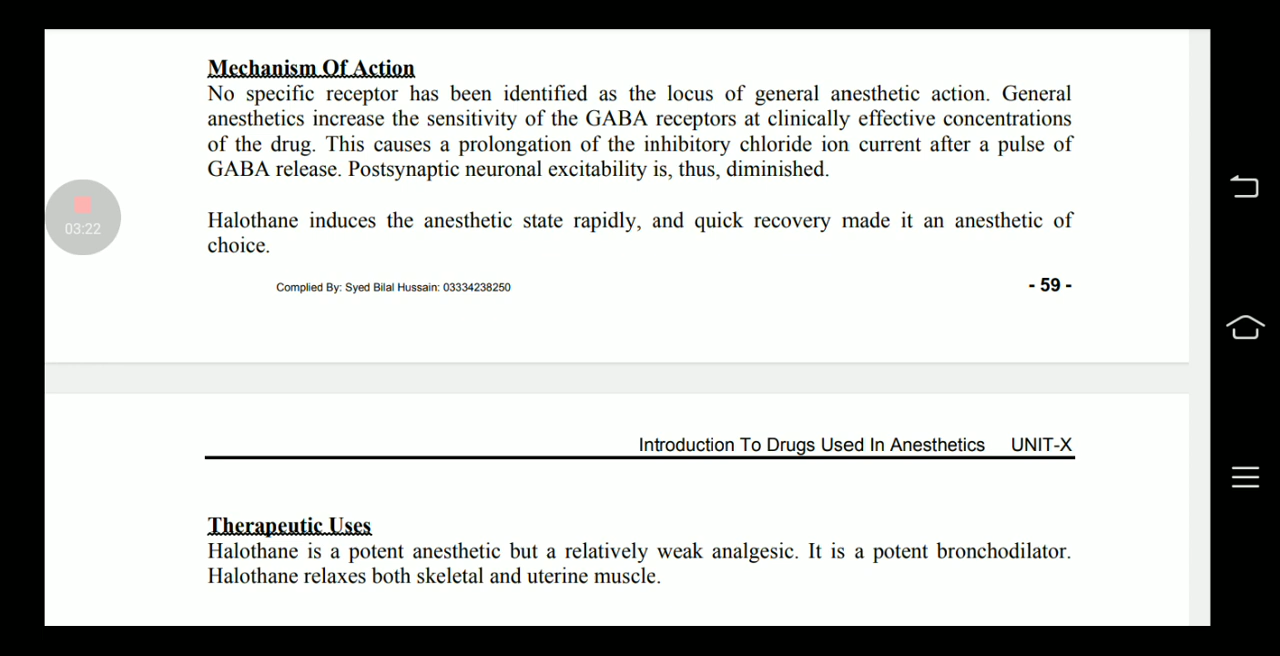 Mechanism Of Action
No specific receptor has been identified as the locus of general anesthetic action. General
anesthetics increase the sensitivity of the GABA receptors at clinically effective concentrations
of the drug. This causes a prolongation of the inhibitory chloride ion current after a pulse of
GABA release. Postsynaptic neuronal excitability is, thus, diminished.
03:22
Halothane induces the anesthetic state rapidly, and quick recovery made it an anesthetic of
choice.
Complied By: Syed Bilal Hussain: 03334238250 - 59 -
Introduction To Drugs Used In Anesthetics UNIT-X
Therapeutic Uses
Halothane is a potent anesthetic but a relatively weak analgesic. It is a potent bronchodilator.
Halothane relaxes both skeletal and uterine muscle.